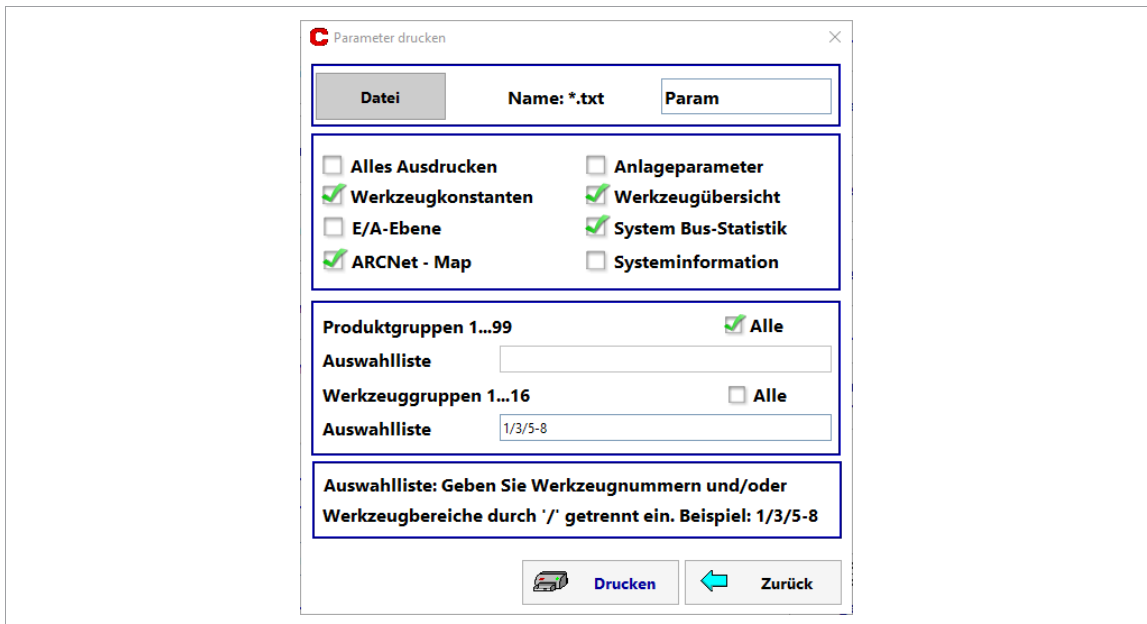 Parameter drucken
Datei Name: *.txt Param
Alles Ausdrucken Anlageparameter
Werkzeugkonstanten Werkzeugübersicht
E/A-Ebene System Bus-Statistik
ARCNet - Map Systeminformation
Produktgruppen 1...99 Alle
Auswahlliste
Werkzeuggruppen 1...16 Alle
Auswahlliste 1/3/5-8
Auswahlliste: Geben Sie Werkzeugnummern und/oder
Werkzeugbereiche durch '/' getrennt ein. Beispiel: 1/3/5-8
Drucken Zurück